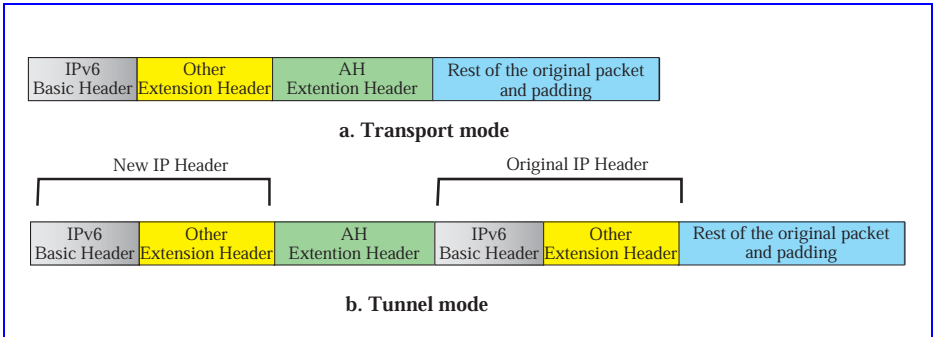 IPv6
Basic Header
Other
Extension Header
AH
Extention Header
Rest of the original packet
and padding
a. Transport mode
New IP Header
Original IP Header
IPv6
Basic Header
Other
Extension Header
AH
Extention Header
IPv6
Basic Header
Other
Extension Header
Rest of the original packet
and padding
b. Tunnel mode